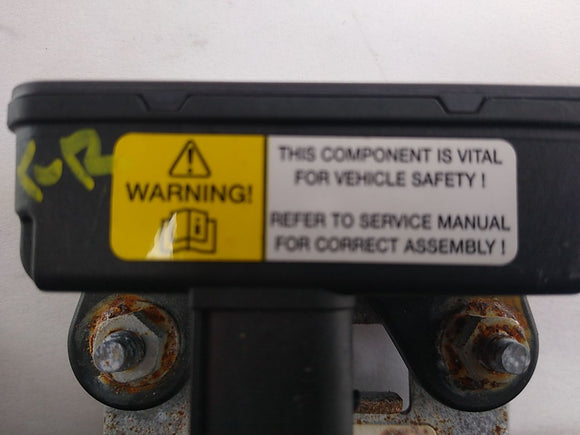 WARNING!
THIS COMPONENT IS VITAL
FOR VEHICLE SAFETY !
REFER TO SERVICE MANUAL
FOR CORRECT ASSEMBLY !